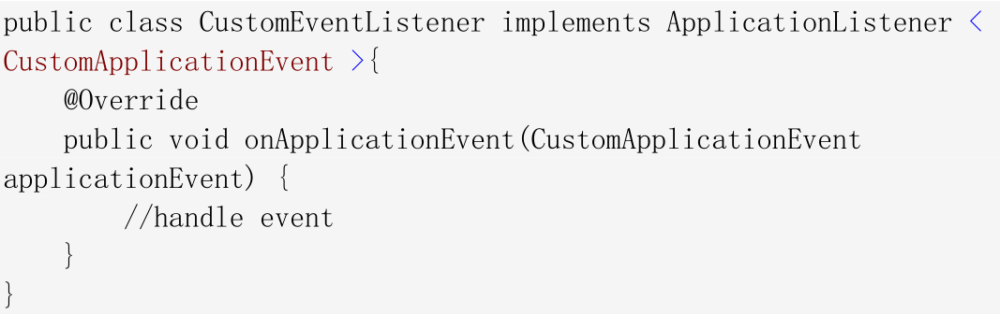 public class CustomEventListener implements ApplicationListener <
CustomApplicationEvent >{
    @Override
    public void onApplicationEvent(CustomApplicationEvent
applicationEvent) {
        //handle event
    }
}